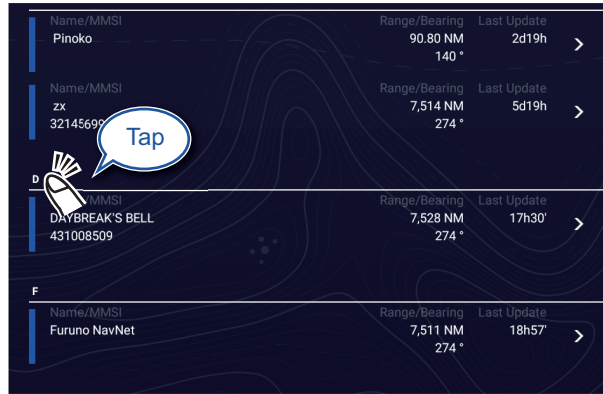 Name/MMSI Range/Bearing Last Update
Pinoko 90.80 NM 2d19h
140 °
Name/MMSI Range/Bearing Last Update
zx 7,514 NM 5d19h
274 °
Tap
D
/MMSI Range/Bearing Last Update
DAYBREAK'S BELL 7,528 NM 17h30'
431008509 274 °
F
Name/MMSI Range/Bearing Last Update
Furuno NavNet 7,511 NM 18h57'
274 °